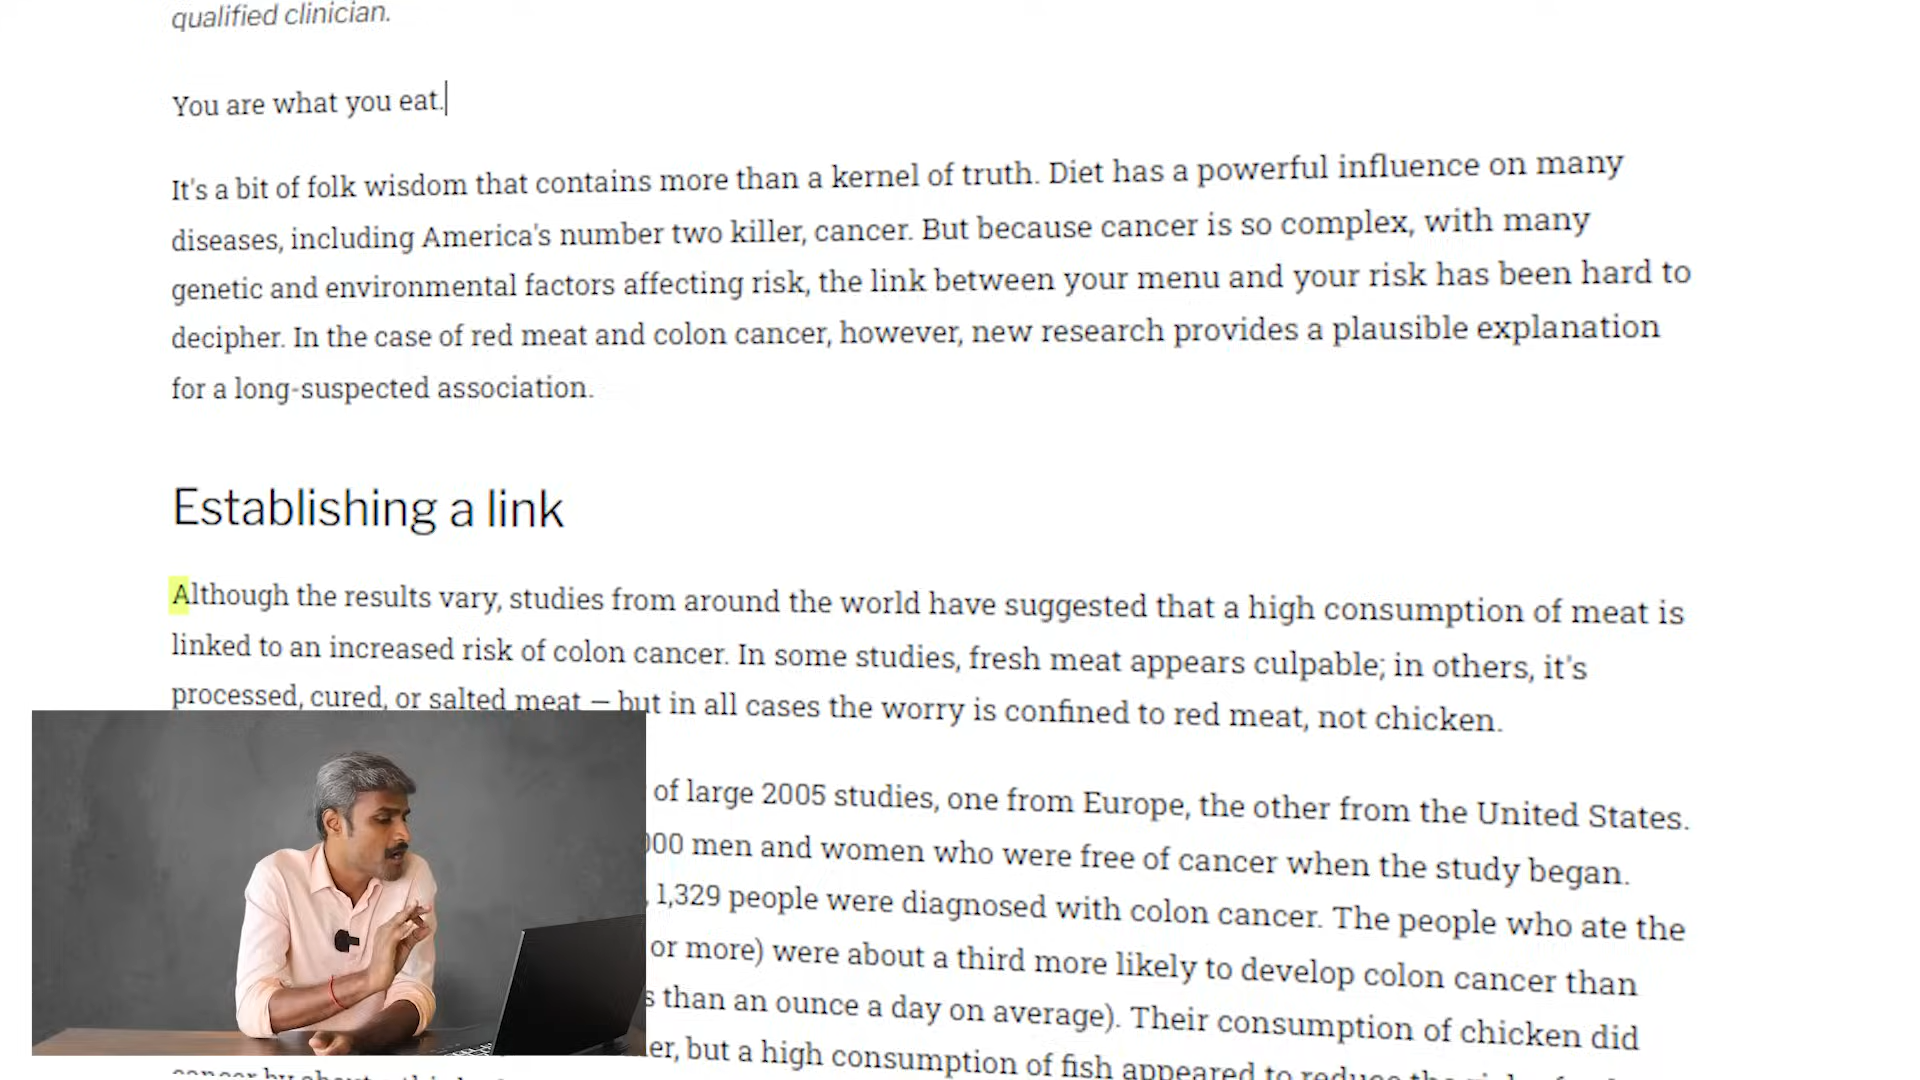 qualified clinician.
You are what you eat.
It's a bit of folk wisdom that contains more than a kernel of truth. Diet has a powerful influence on many
diseases, including America's number two killer, cancer. But because cancer is so complex, with many
genetic and environmental factors affecting risk, the link between your menu and your risk has been hard to
decipher. In the case of red meat and colon cancer, however, new research provides a plausible explanation
for a long-suspected association.
Establishing a link
Although the results vary, studies from around the world have suggested that a high consumption of meat is
linked to an increased risk of colon cancer. In some studies, fresh meat appears culpable; in others, it's
processed, cured, or salted meat — but in all cases the worry is confined to red meat, not chicken.
of large 2005 studies, one from Europe, the other from the United States.
000 men and women who were free of cancer when the study began.
, 1,329 people were diagnosed with colon cancer. The people who ate the
or more) were about a third more likely to develop colon cancer than
than an ounce a day on average). Their consumption of chicken did
but a high consumption of fish appeared to reduce the